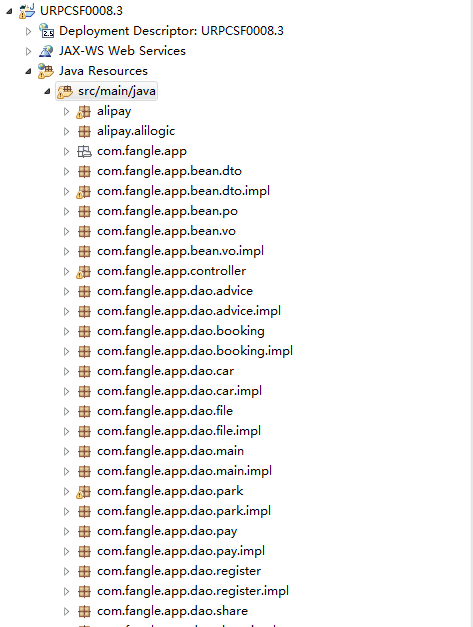 URPCSF0008.3
Deployment Descriptor: URPCSF0008.3
JAX-WS Web Services
Java Resources
src/main/java
alipay
alipay.alilogic
com.fangle.app
com.fangle.app.bean.dto
com.fangle.app.bean.dto.impl
com.fangle.app.bean.po
com.fangle.app.bean.vo
com.fangle.app.bean.vo.impl
com.fangle.app.controller
com.fangle.app.dao.advice
com.fangle.app.dao.advice.impl
com.fangle.app.dao.booking
com.fangle.app.dao.booking.impl
com.fangle.app.dao.car
com.fangle.app.dao.car.impl
com.fangle.app.dao.file
com.fangle.app.dao.file.impl
com.fangle.app.dao.main
com.fangle.app.dao.main.impl
com.fangle.app.dao.park
com.fangle.app.dao.park.impl
com.fangle.app.dao.pay
com.fangle.app.dao.pay.impl
com.fangle.app.dao.register
com.fangle.app.dao.register.impl
com.fangle.app.dao.share